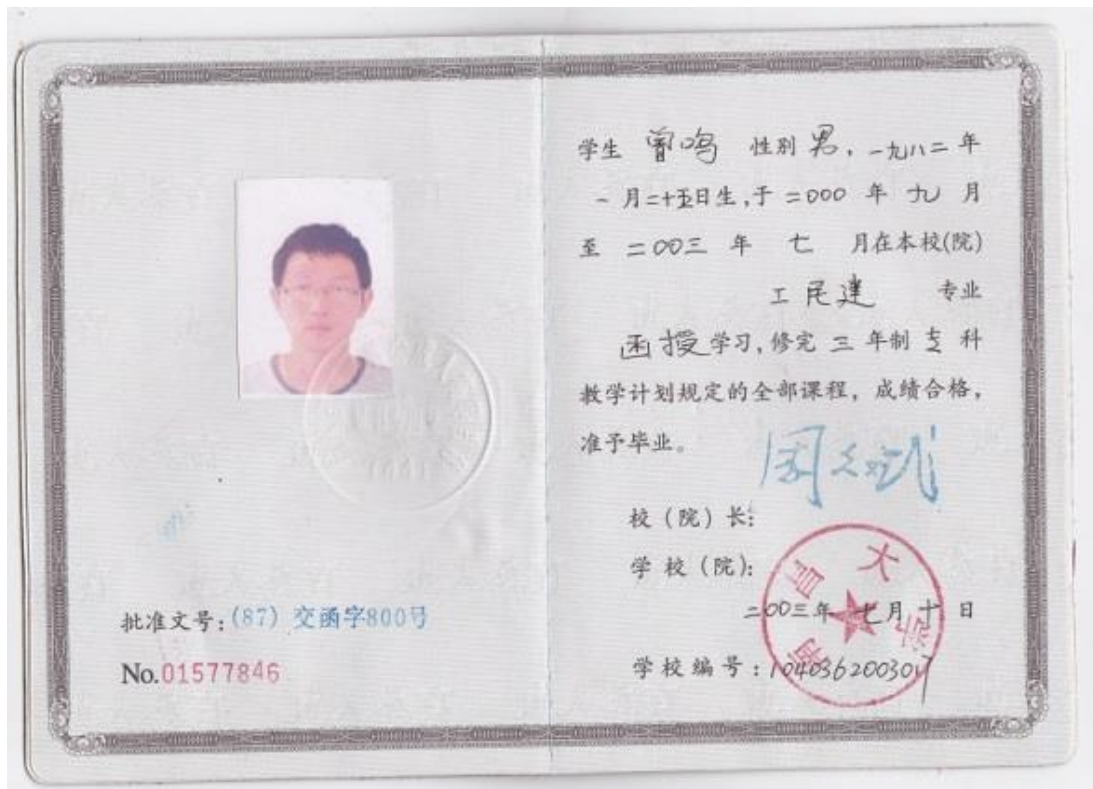 批准文号:(87)交函字800号
No.01577846
学生 曾鸣 性别 男,一九八二年
一月二十五日生,于二000年九月
至二00三年七月在本校(院)
工民建 专业
函授学习,修完三年制专科
教学计划规定的全部课程,成绩合格,
准予毕业。
校(院)长:
学校(院):
南昌大学
二00三年七月十日
学校编号: